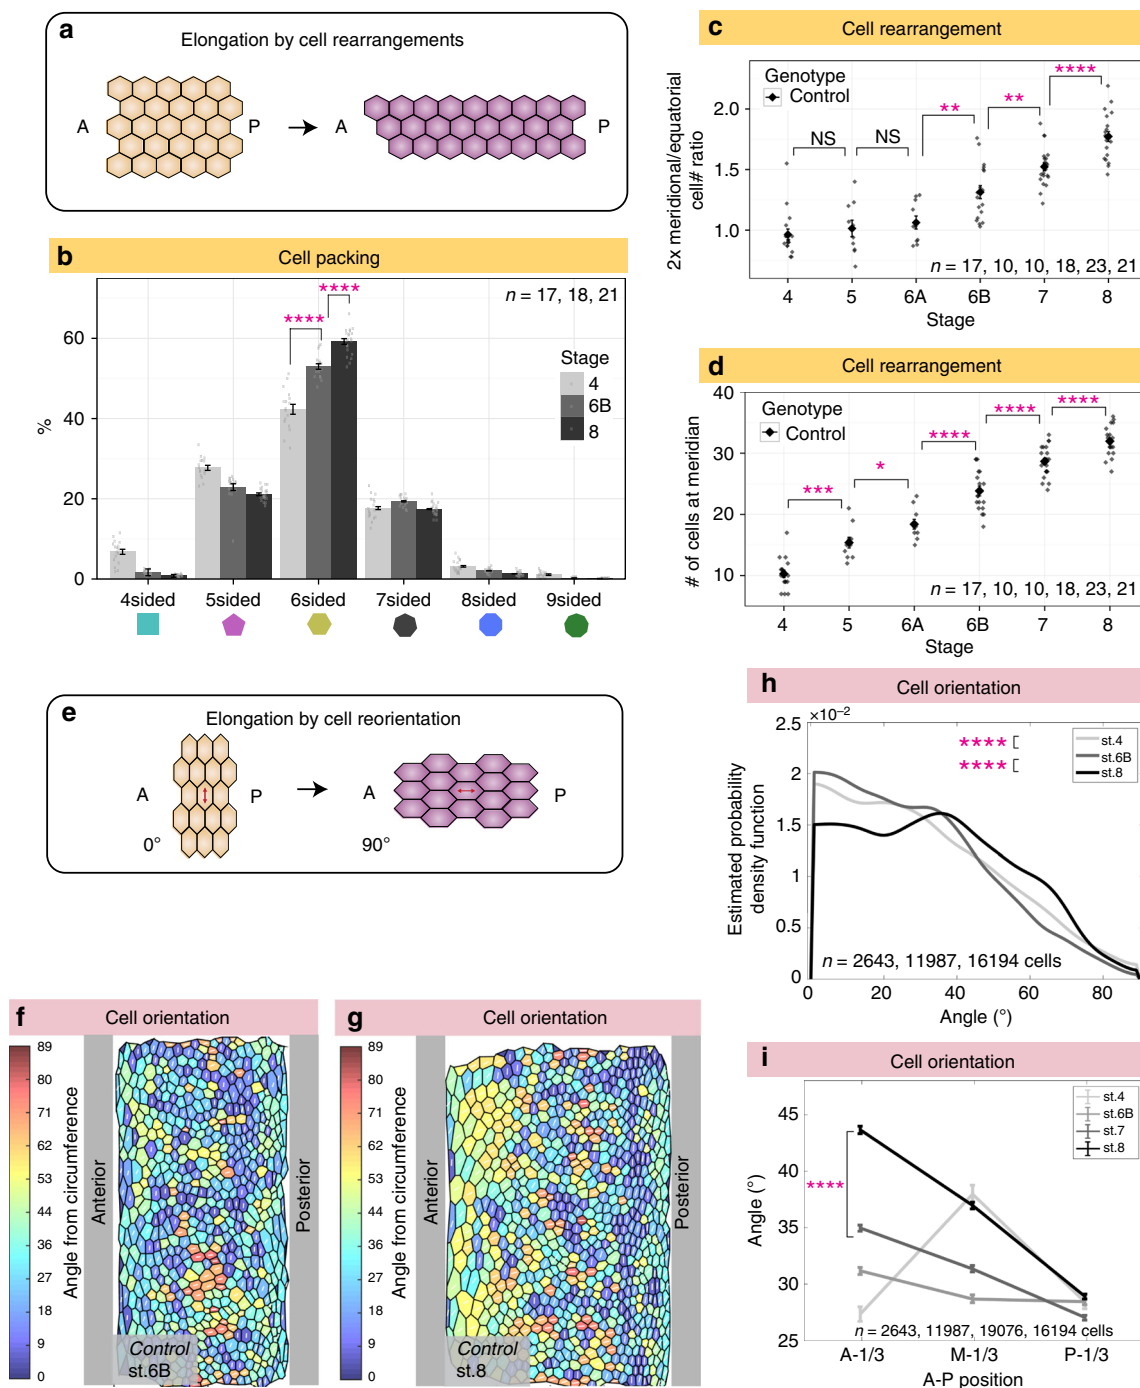 a
Elongation by cell rearrangements
A
P
A
P
b
Cell packing
n = 17, 18, 21
****
****
Stage
4
6B
8
%
60
40
20
0
4sided
5sided
6sided
7sided
8sided
9sided
c
Cell rearrangement
Genotype
Control
NS
NS
**
**
****
2x meridional/equatorial
cell# ratio
2.0
1.5
1.0
n = 17, 10, 10, 18, 23, 21
4
5
6A
6B
7
8
Stage
d
Cell rearrangement
Genotype
Control
***
*
****
****
****
# of cells at meridian
40
30
20
10
n = 17, 10, 10, 18, 23, 21
4
5
6A
6B
7
8
Stage
e
Elongation by cell reorientation
A
P
0°
A
P
90°
f
Cell orientation
89
80
71
62
53
44
36
27
18
9
0
Angle from circumference
Anterior
Posterior
Control
st.6B
g
Cell orientation
89
80
71
62
53
44
36
27
18
9
0
Angle from circumference
Anterior
Posterior
Control
st.8
h
Cell orientation
×10⁻²
2.5
2
1.5
1
0.5
0
Estimated probability
density function
****
****
st.4
st.6B
st.8
n = 2643, 11987, 16194 cells
0
20
40
60
80
Angle (°)
i
Cell orientation
45
40
35
30
25
Angle (°)
****
st.4
st.6B
st.7
st.8
n = 2643, 11987, 19076, 16194 cells
A-1/3
M-1/3
P-1/3
A-P position